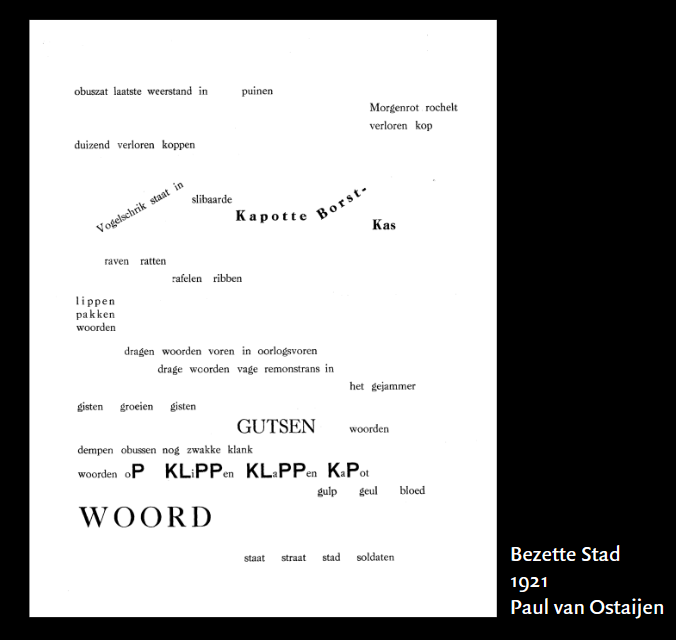 obuszat laatste weerstand in puinen
Morgenrot rochelt
verloren kop
duizend verloren koppen
Vogelschrik staat in slibaarde Kapotte Borst-
Kas
raven ratten
rafelen ribben
lippen
pakken
woorden
dragen woorden voren in oorlogsvoren
drage woorden vage remonstrans in
het gejammer
gisten groeien gisten
GUTSEN woorden
dempen obussen nog zwakke klank
woorden oP KLiPPen KLaPPen KaPot
gulp geul bloed
WOORD
staat straat stad soldaten
Bezette Stad
1921
Paul van Ostaijen